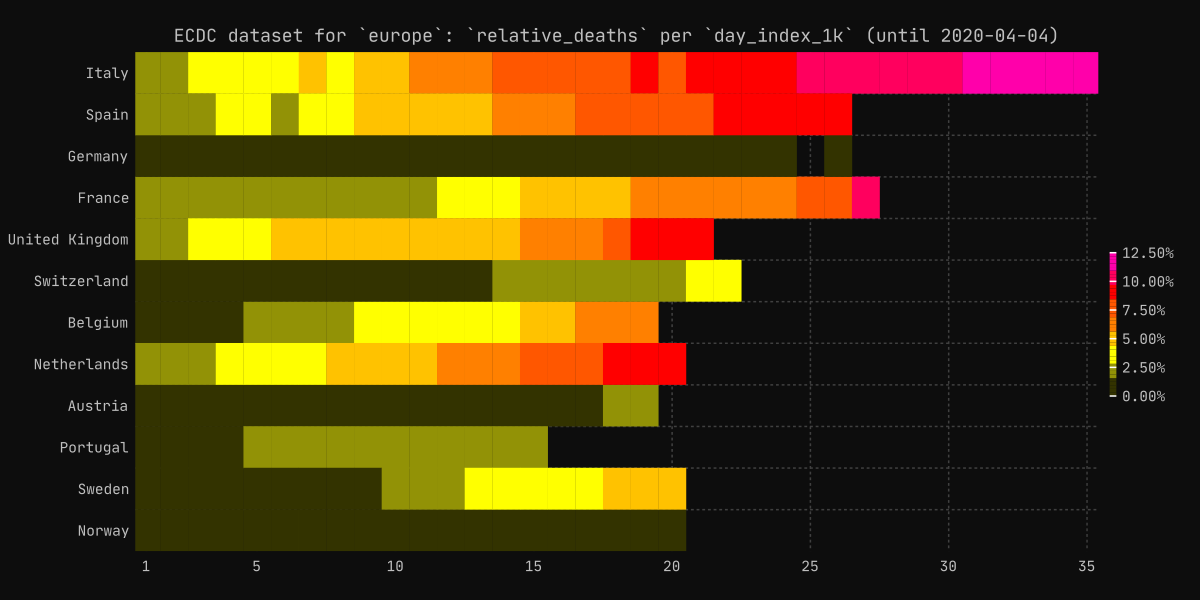 ECDC dataset for `europe`: `relative_deaths` per `day_index_1k` (until 2020-04-04)
Italy
Spain
Germany
France
United Kingdom
Switzerland
Belgium
Netherlands
Austria
Portugal
Sweden
Norway
1 5 10 15 20 25 30 35
12.50%
10.00%
7.50%
5.00%
2.50%
0.00%